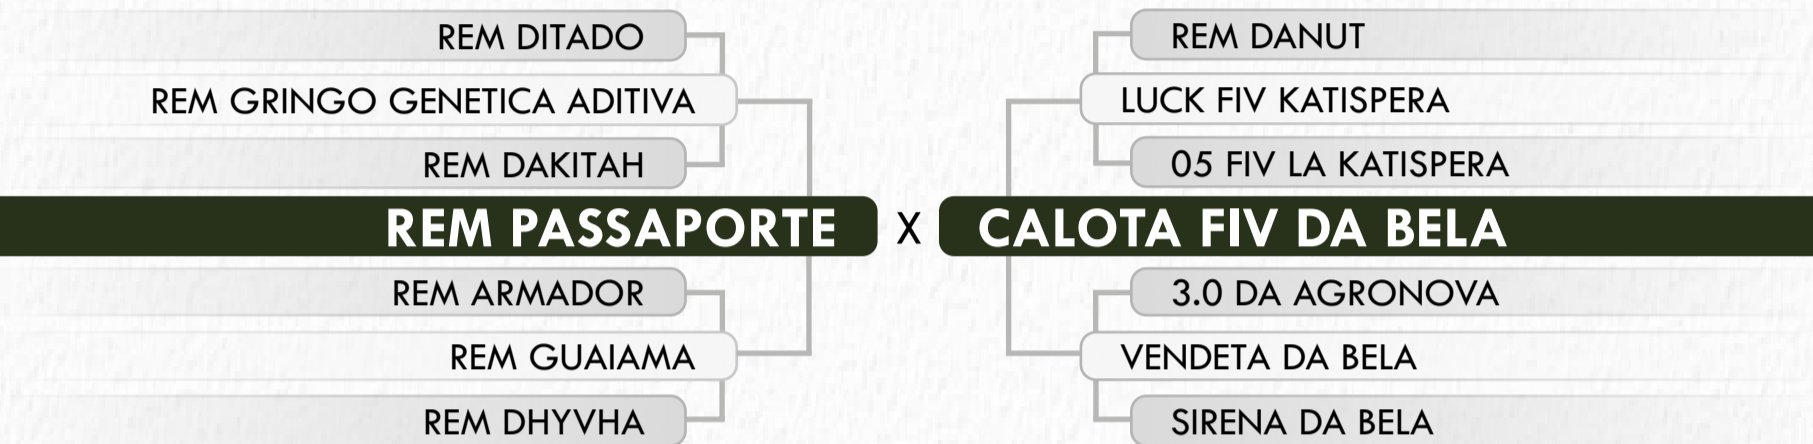 REM DITADO
REM GRINGO GENETICA ADITIVA
REM DAKITAH
REM PASSAPORTE
REM ARMADOR
REM GUAIAMA
REM DHYVHA
X
REM DANUT
LUCK FIV KATISPERA
05 FIV LA KATISPERA
CALOTA FIV DA BELA
3.0 DA AGRONOVA
VENDETA DA BELA
SIRENA DA BELA